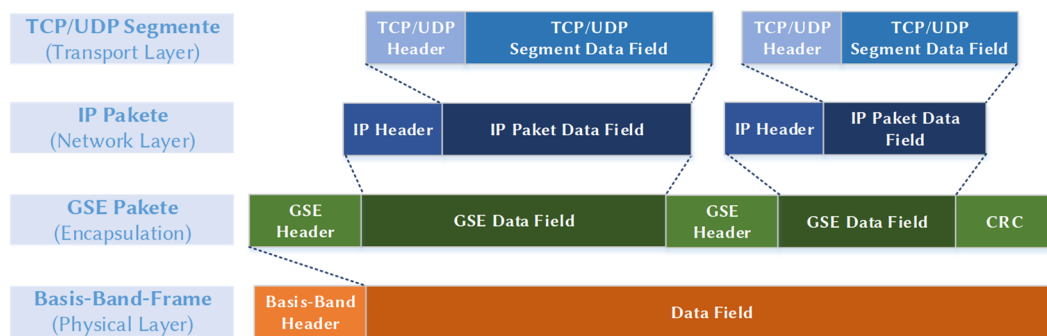 TCP/UDP Segmente
(Transport Layer)
TCP/UDP
Header
TCP/UDP
Segment Data Field
TCP/UDP
Header
TCP/UDP
Segment Data Field
IP Pakete
(Network Layer)
IP Header
IP Paket Data Field
IP Header
IP Paket Data
Field
GSE Pakete
(Encapsulation)
GSE
Header
GSE Data Field
GSE
Header
GSE Data Field
CRC
Basis-Band-Frame
(Physical Layer)
Basis-Band
Header
Data Field